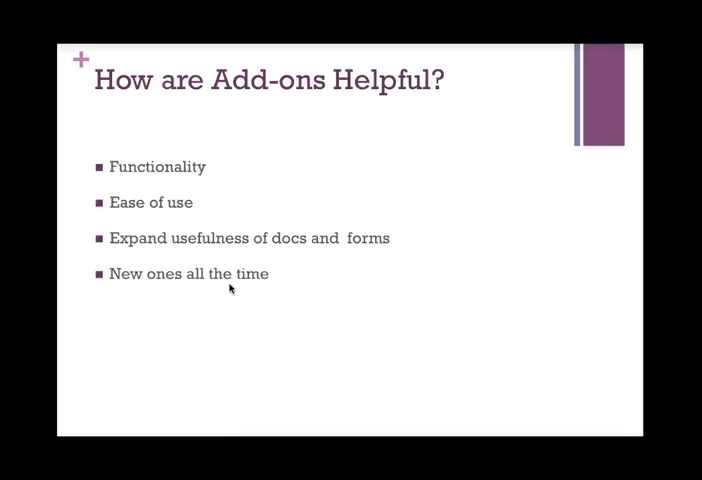 +
How are Add-ons Helpful?
Functionality
Ease of use
Expand usefulness of docs and  forms
New ones all the time